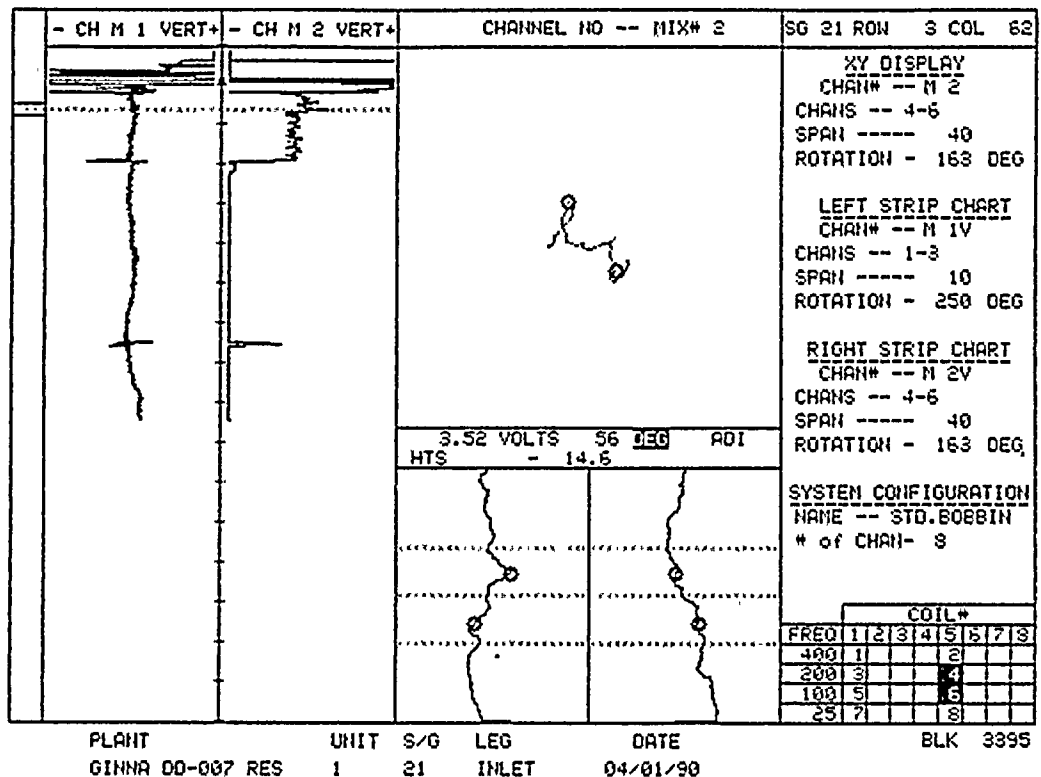 - CH M 1 VERT+
- CH M 2 VERT+
CHANNEL NO -- MIX# 2
SG 21 ROW 3 COL 62
XY DISPLAY
CHAN# -- M 2
CHANS -- 4-6
SPAN ----- 40
ROTATION - 163 DEG
LEFT STRIP CHART
CHAN# -- M 1V
CHANS -- 1-3
SPAN ----- 10
ROTATION - 250 DEG
RIGHT STRIP CHART
CHAN# -- M 2V
CHANS -- 4-6
SPAN ----- 40
ROTATION - 163 DEG
3.52 VOLTS 56 DEG ADI
HTS - 14.6
SYSTEM CONFIGURATION
NAME -- STD.BOBBIN
# of CHAN- 8
COIL#
FREQ 1 2 3 4 5 6 7 8
400 1 2
200 3 4
100 5 6
25 7 8
PLANT UNIT S/G LEG DATE BLK 3395
GINNA DD-007 RES 1 21 INLET 04/01/90